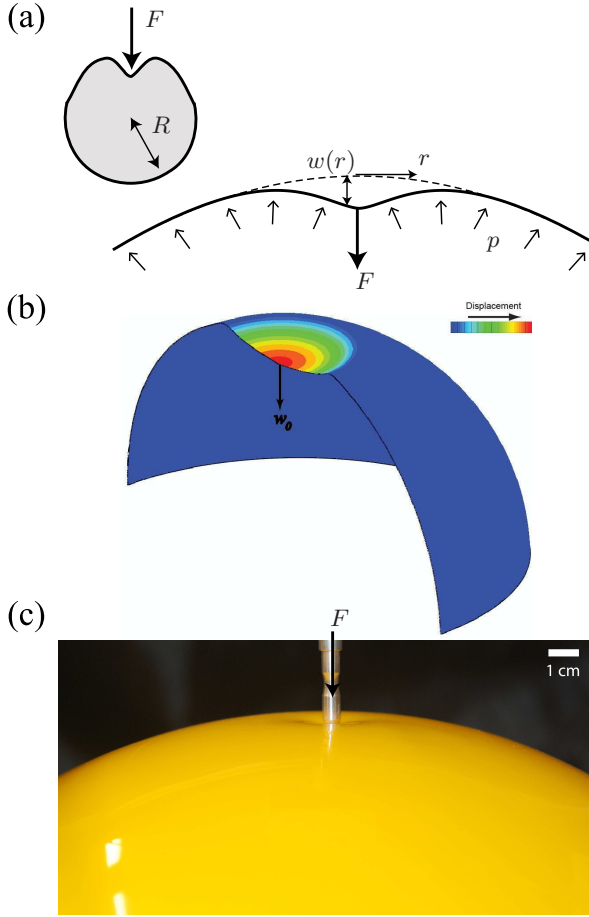 (a)
F
R
w(r)
r
p
F
(b)
Displacement
w₀
(c)
F
1 cm